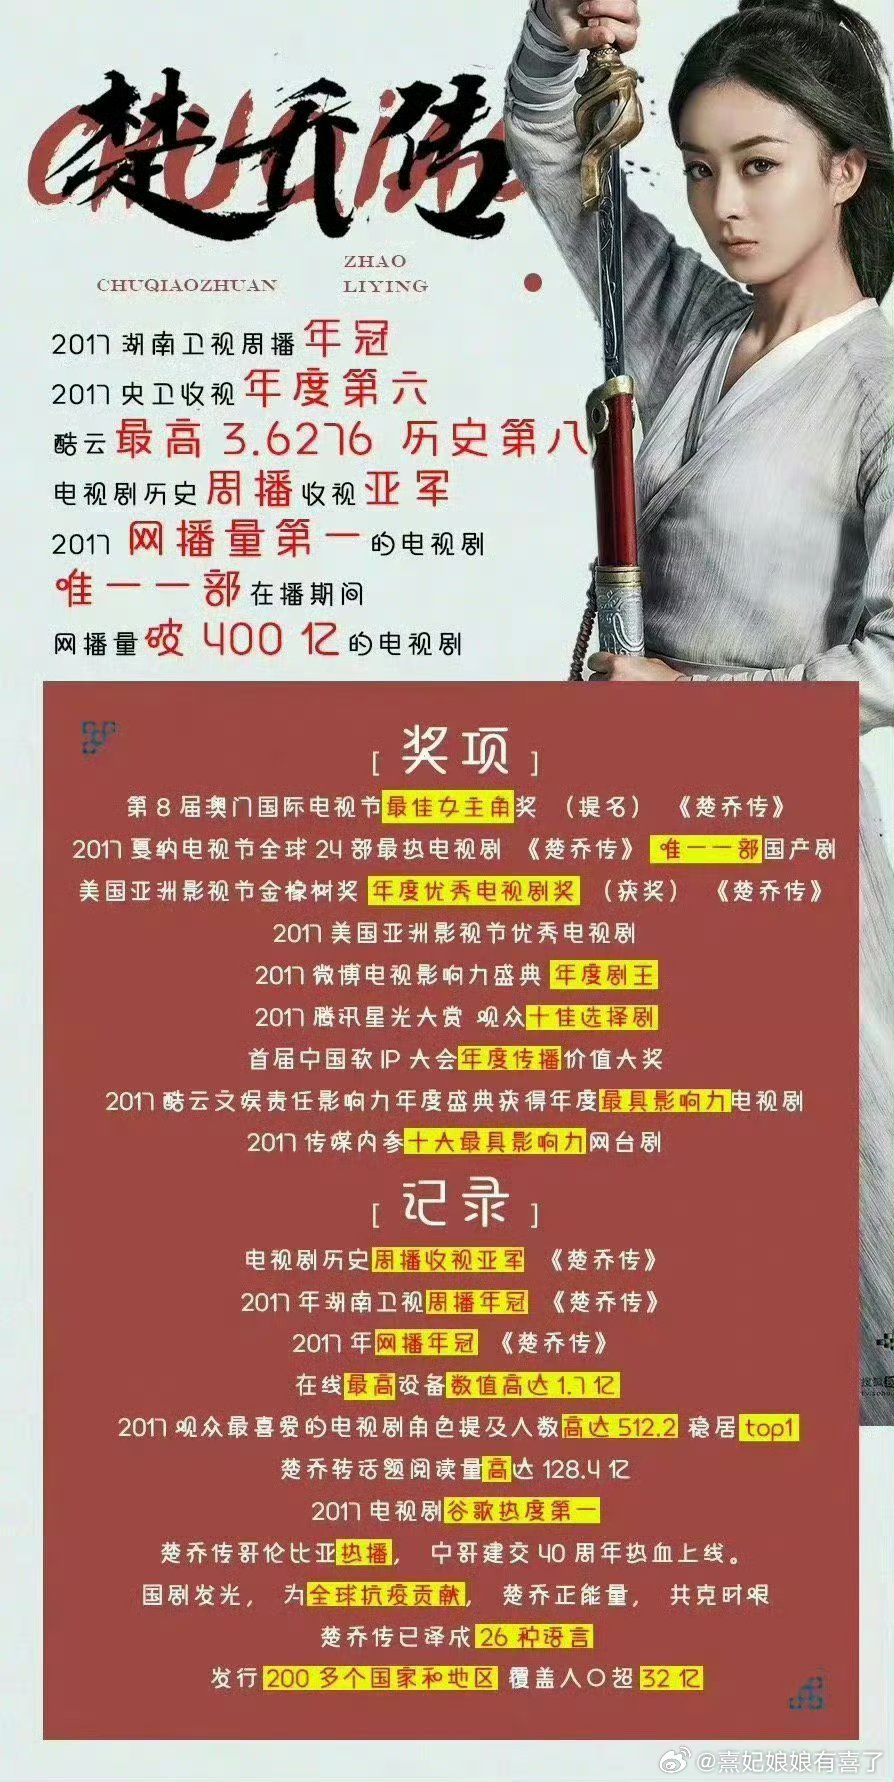 楚乔传
CHUQIAOZHUAN
ZHAO
LIYING
2017 湖南卫视周播年冠
2017 央卫收视年度第六
酷云最高 3.6276 历史第八
电视剧历史周播收视亚军
2017 网播量第一的电视剧
唯一一部在播期间
网播量破 400 亿的电视剧
[ 奖项 ]
第 8 届澳门国际电视节最佳女主角奖 （提名） 《楚乔传》
2017 戛纳电视节全球 24 部最热电视剧 《楚乔传》 唯一一部国产剧
美国亚洲影视节金橡树奖 年度优秀电视剧奖 （获奖） 《楚乔传》
2017 美国亚洲影视节优秀电视剧
2017 微博电视影响力盛典 年度剧王
2017 腾讯星光大赏 观众十佳选择剧
首届中国软 IP 大会年度传播价值大奖
2017 酷云文娱责任影响力年度盛典获得年度最具影响力电视剧
2017 传媒内参十大最具影响力网台剧
[ 记录 ]
电视剧历史周播收视亚军 《楚乔传》
2017 年湖南卫视周播年冠 《楚乔传》
2017 年网播年冠 《楚乔传》
在线最高设备数值高达 1.7 亿
2017 观众最喜爱的电视剧角色提及人数高达 512.2 稳居 top1
楚乔转话题阅读量高达 128.4 亿
2017 电视剧谷歌热度第一
楚乔传哥伦比亚热播， 中哥建交 40 周年热血上线。
国剧发光， 为全球抗疫贡献， 楚乔正能量， 共克时艰
楚乔传已译成 26 种语言
发行 200 多个国家和地区 覆盖人口超 32 亿
@熹妃娘娘有喜了